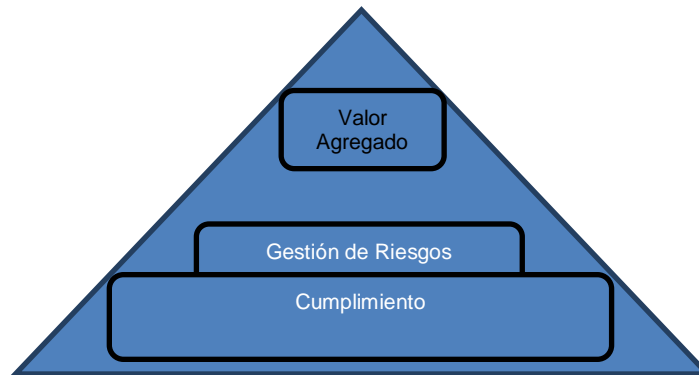 Valor
Agregado
Gestión de Riesgos
Cumplimiento